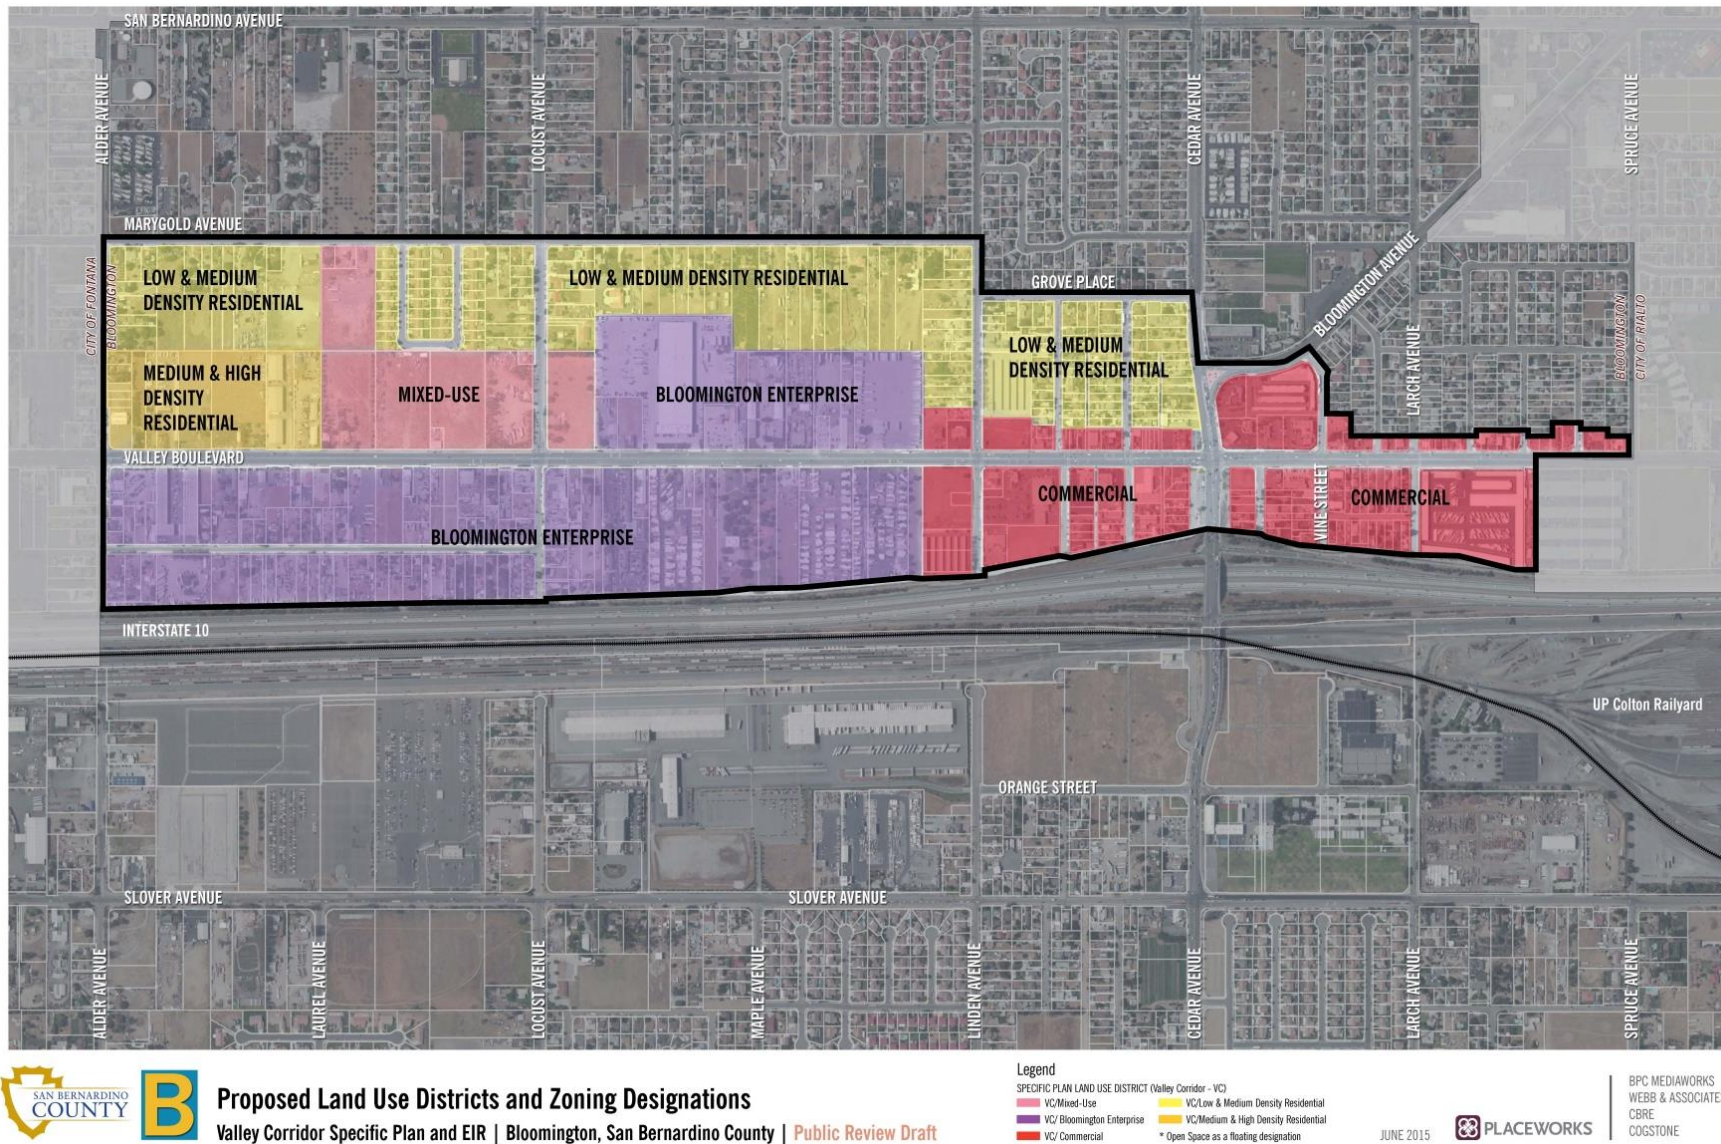 SAN BERNARDINO AVENUE
ALDER AVENUE
LOCUST AVENUE
CEDAR AVENUE
SPRUCE AVENUE
MARYGOLD AVENUE
CITY OF FONTANA
BLOOMINGTON
LOW & MEDIUM
DENSITY RESIDENTIAL
LOW & MEDIUM DENSITY RESIDENTIAL
GROVE PLACE
BLOOMINGTON AVENUE
LARCH AVENUE
BLOOMINGTON
CITY OF RIALTO
LOW & MEDIUM
DENSITY RESIDENTIAL
MEDIUM & HIGH
DENSITY
RESIDENTIAL
MIXED-USE
BLOOMINGTON ENTERPRISE
VALLEY BOULEVARD
COMMERCIAL
VINE STREET
COMMERCIAL
BLOOMINGTON ENTERPRISE
INTERSTATE 10
UP Colton Railyard
ORANGE STREET
SLOVER AVENUE
SLOVER AVENUE
ALDER AVENUE
LAUREL AVENUE
LOCUST AVENUE
MAPLE AVENUE
LINDEN AVENUE
CEDAR AVENUE
LARCH AVENUE
SPRUCE AVENUE
SAN BERNARDINO
COUNTY
B
Proposed Land Use Districts and Zoning Designations
Valley Corridor Specific Plan and EIR | Bloomington, San Bernardino County | Public Review Draft
Legend
SPECIFIC PLAN LAND USE DISTRICT (Valley Corridor - VC)
VC/Mixed-Use
VC/ Bloomington Enterprise
VC/ Commercial
VC/Low & Medium Density Residential
VC/Medium & High Density Residential
* Open Space as a floating designation
JUNE 2015
PLACEWORKS
BPC MEDIAWORKS
WEBB & ASSOCIATE
CBRE
COGSTONE